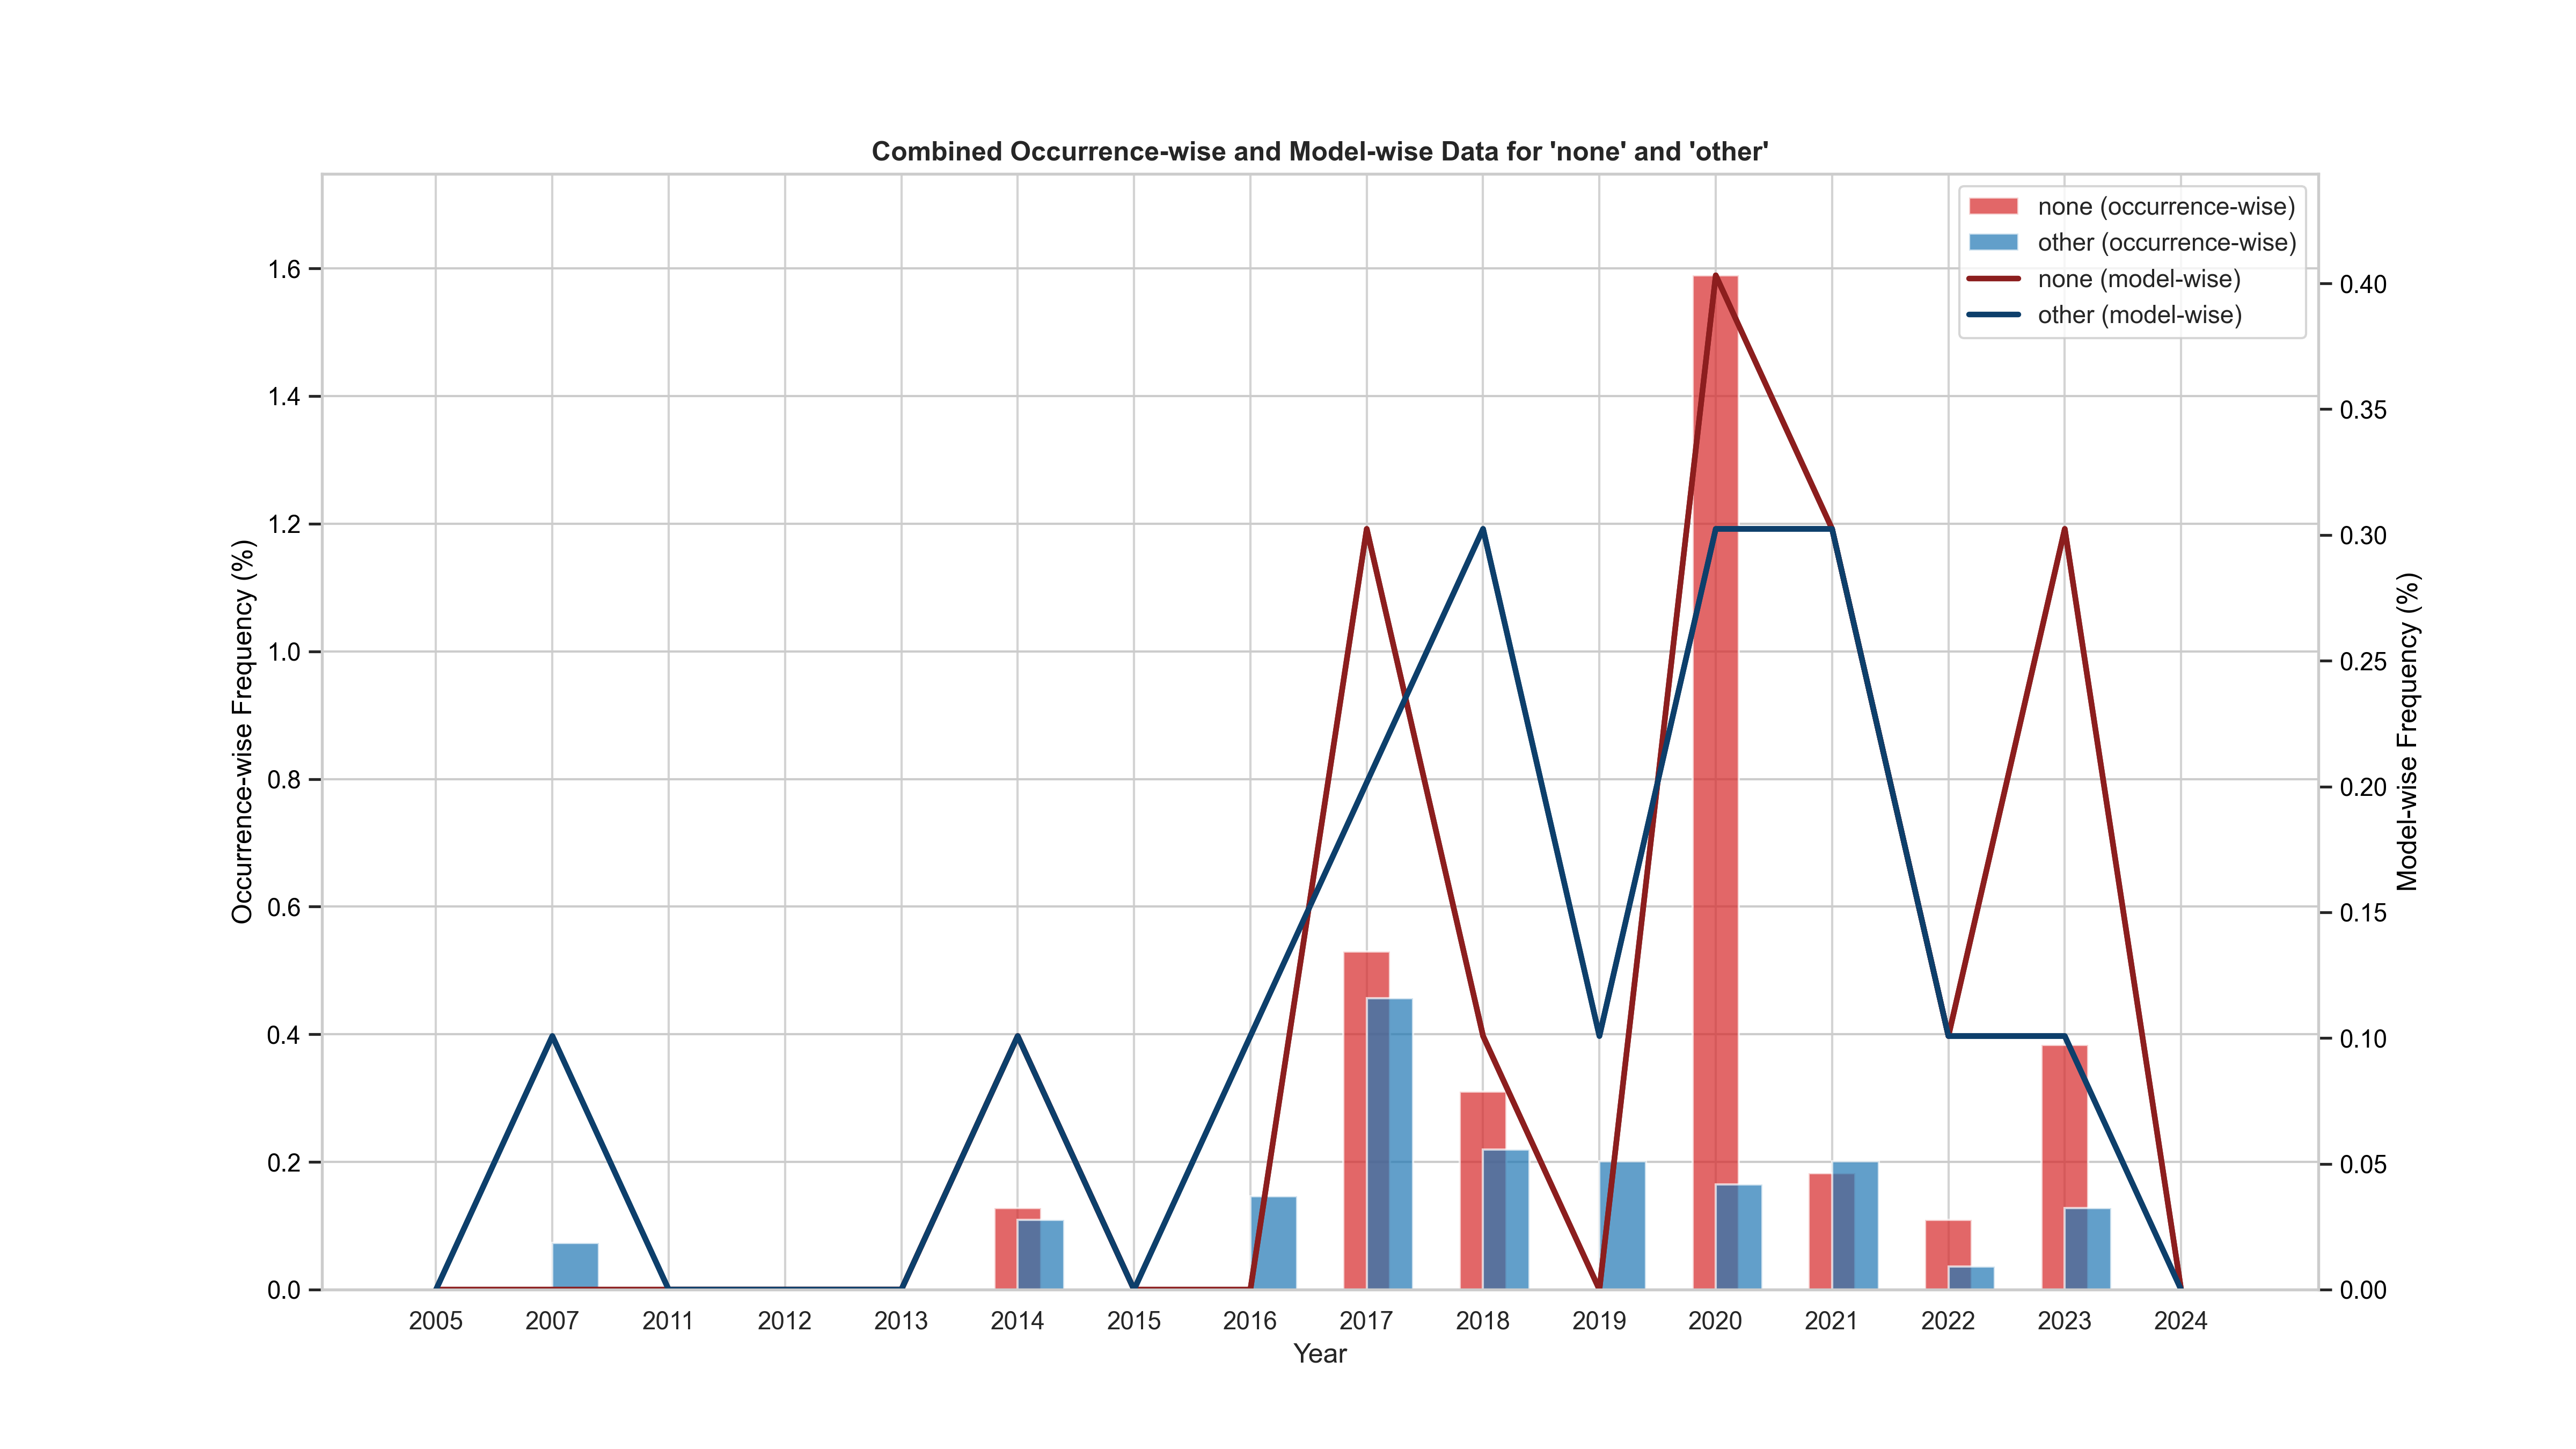 Combined Occurrence-wise and Model-wise Data for 'none' and 'other'
none (occurrence-wise)
other (occurrence-wise)
none (model-wise)
other (model-wise)
Occurrence-wise Frequency (%)
1.6
1.4
1.2
1.0
0.8
0.6
0.4
0.2
0.0
0.40
0.35
0.30
0.25
0.20
0.15
0.10
0.05
0.00
Model-wise Frequency (%)
2005 2007 2011 2012 2013 2014 2015 2016 2017 2018 2019 2020 2021 2022 2023 2024
Year